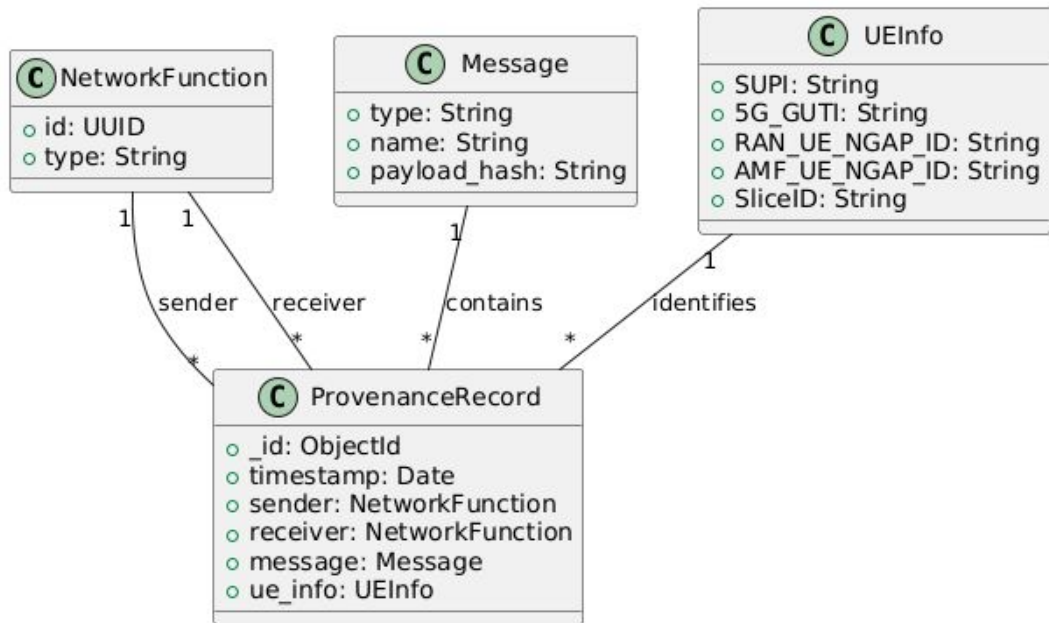 C NetworkFunction
id: UUID
type: String
C Message
type: String
name: String
payload_hash: String
C UEInfo
SUPI: String
5G_GUTI: String
RAN_UE_NGAP_ID: String
AMF_UE_NGAP_ID: String
SliceID: String
1
1
1
1
sender
receiver
contains
identifies
*
*
*
*
C ProvenanceRecord
_id: ObjectId
timestamp: Date
sender: NetworkFunction
receiver: NetworkFunction
message: Message
ue_info: UEInfo